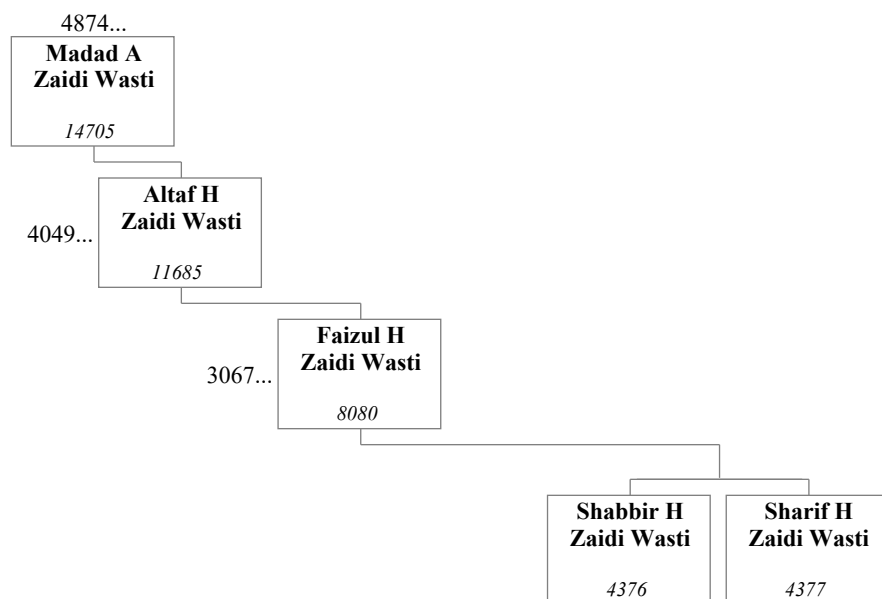 4874...
Madad A
Zaidi Wasti
14705
Altaf H
Zaidi Wasti
4049...
11685
Faizul H
Zaidi Wasti
3067...
8080
Shabbir H
Zaidi Wasti
4376
Sharif H
Zaidi Wasti
4377